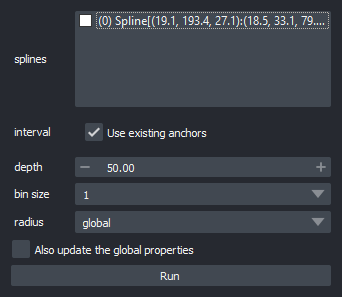 splines
(0) Spline[(19.1, 193.4, 27.1):(18.5, 33.1, 79....
interval
Use existing anchors
depth
50.00
bin size
1
radius
global
Also update the global properties
Run